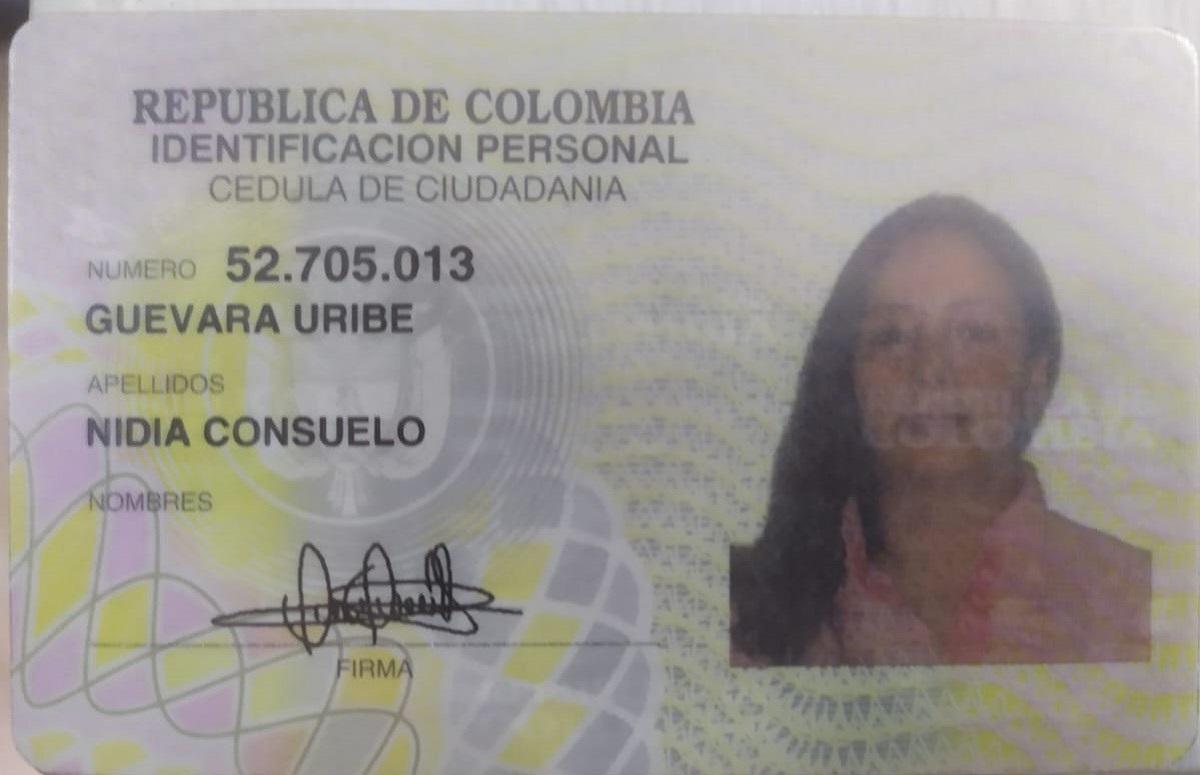 REPUBLICA DE COLOMBIA
IDENTIFICACION PERSONAL
CEDULA DE CIUDADANIA
NUMERO 52.705.013
GUEVARA URIBE
APELLIDOS
NIDIA CONSUELO
NOMBRES
FIRMA